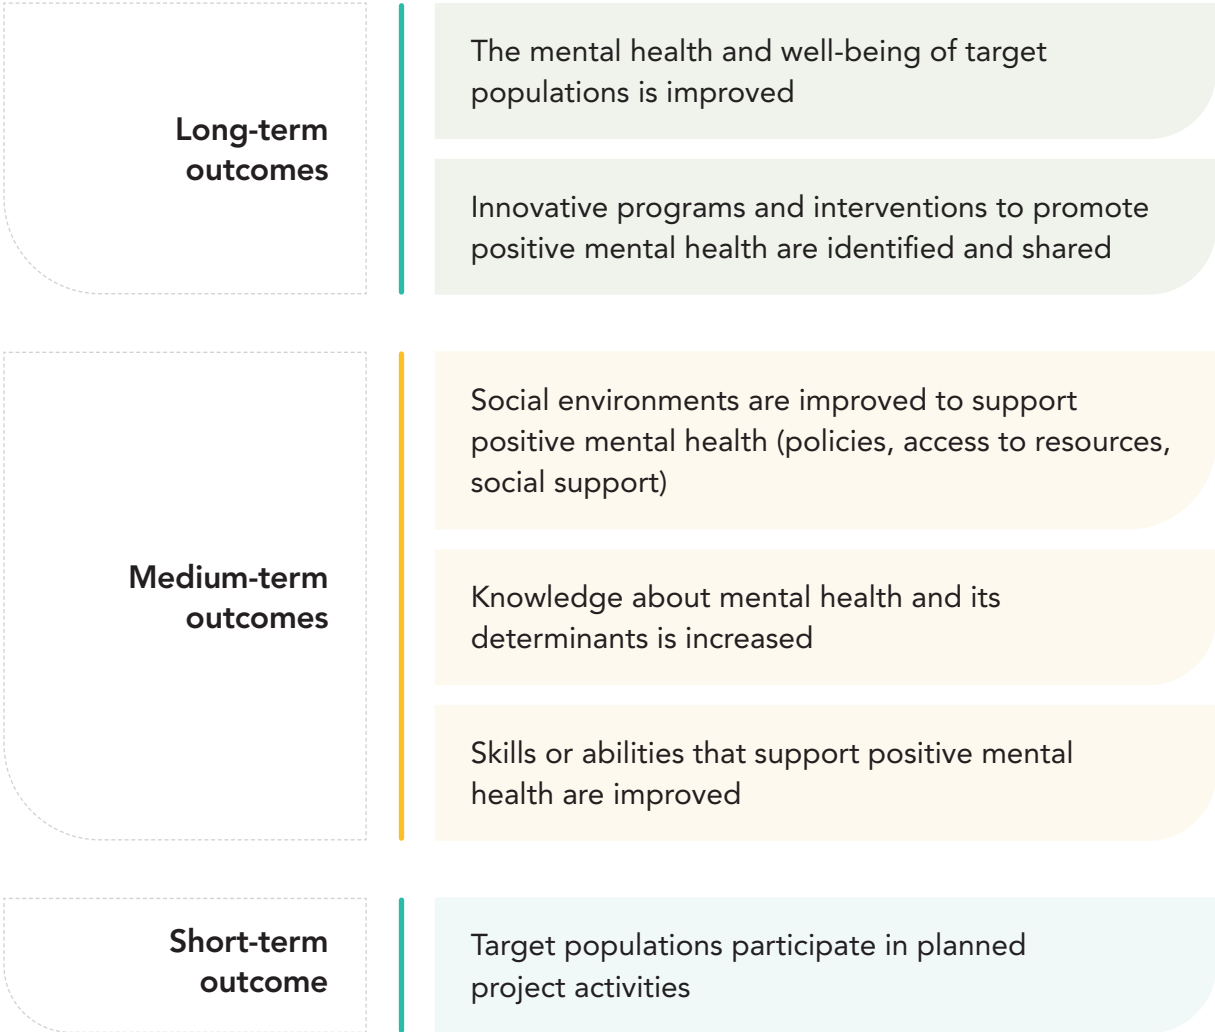 Long-term
outcomes
The mental health and well-being of target
populations is improved
Innovative programs and interventions to promote
positive mental health are identified and shared
Medium-term
outcomes
Social environments are improved to support
positive mental health (policies, access to resources,
social support)
Knowledge about mental health and its
determinants is increased
Skills or abilities that support positive mental
health are improved
Short-term
outcome
Target populations participate in planned
project activities